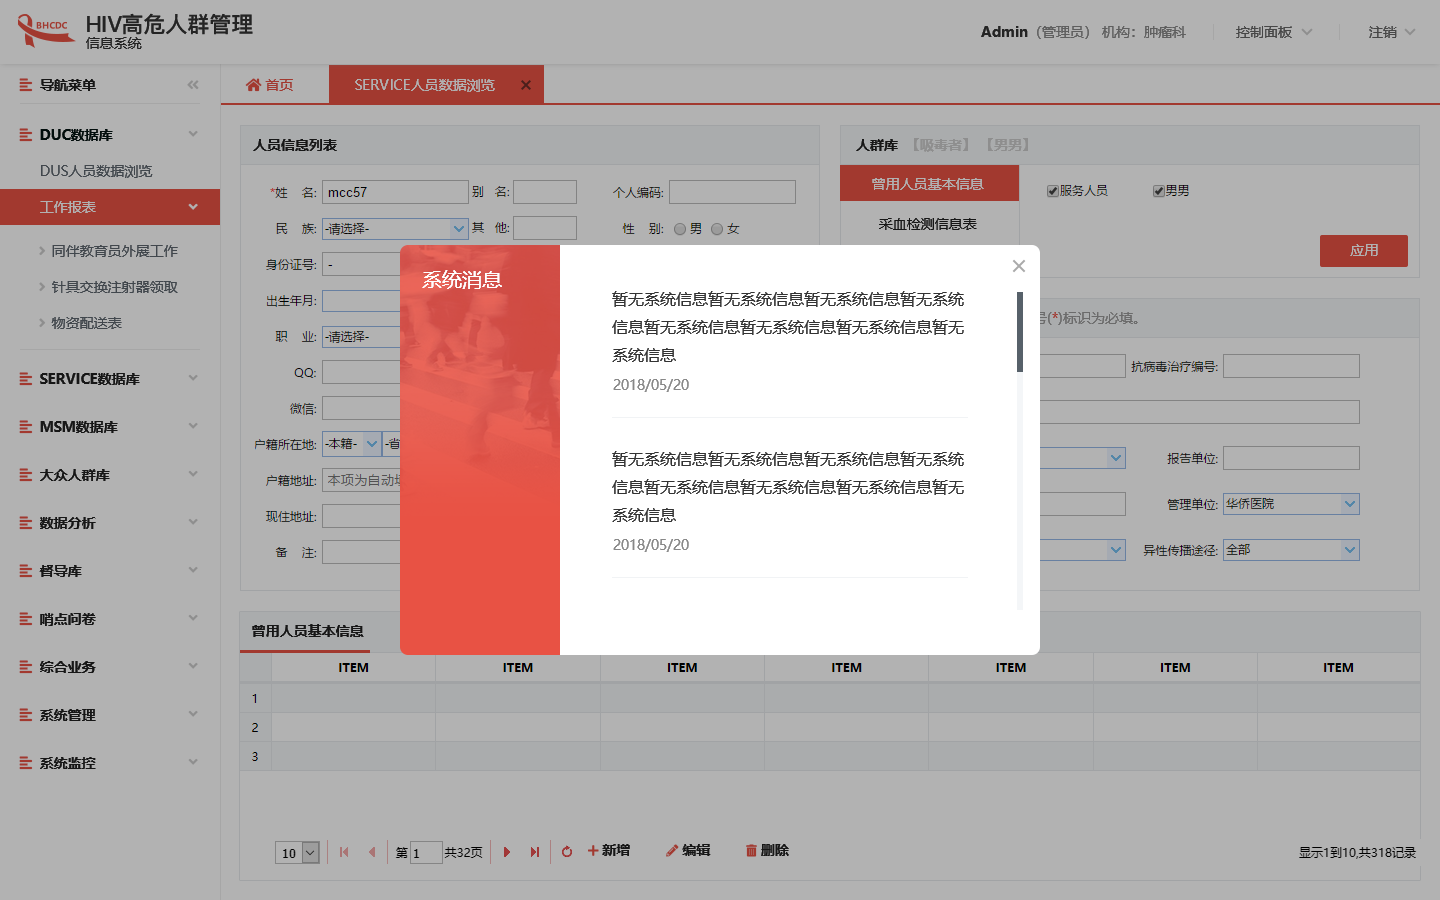 BHCDC
HIV高危人群管理
信息系统
Admin（管理员） 机构：肿瘤科
控制面板
注销
导航菜单
首页
SERVICE人员数据浏览
DUC数据库
DUS人员数据浏览
工作报表
同伴教育员外展工作
针具交换注射器领取
物资配送表
SERVICE数据库
MSM数据库
大众人群库
数据分析
督导库
哨点问卷
综合业务
系统管理
系统监控
人员信息列表
*姓 名: mcc57 别 名: 个人编码:
民 族: -请选择- 其 他: 性 别: 男 女
身份证号: -
出生年月:
职 业: -请选择-
QQ:
微信:
户籍所在地: -本籍- -省
户籍地址: 本项为自动
现住地址:
备 注:
人群库 【吸毒者】 【男男】
曾用人员基本信息
采血检测信息表
服务人员 男男
应用
(*)标识为必填。
抗病毒治疗编号:
报告单位:
管理单位: 华侨医院
异性传播途径: 全部
系统消息
暂无系统信息暂无系统信息暂无系统信息暂无系统
信息暂无系统信息暂无系统信息暂无系统信息暂无
系统信息
2018/05/20
暂无系统信息暂无系统信息暂无系统信息暂无系统
信息暂无系统信息暂无系统信息暂无系统信息暂无
系统信息
2018/05/20
曾用人员基本信息
ITEM ITEM ITEM ITEM ITEM ITEM ITEM
1
2
3
10 第 1 共32页 新增 编辑 删除
显示1到10,共318记录